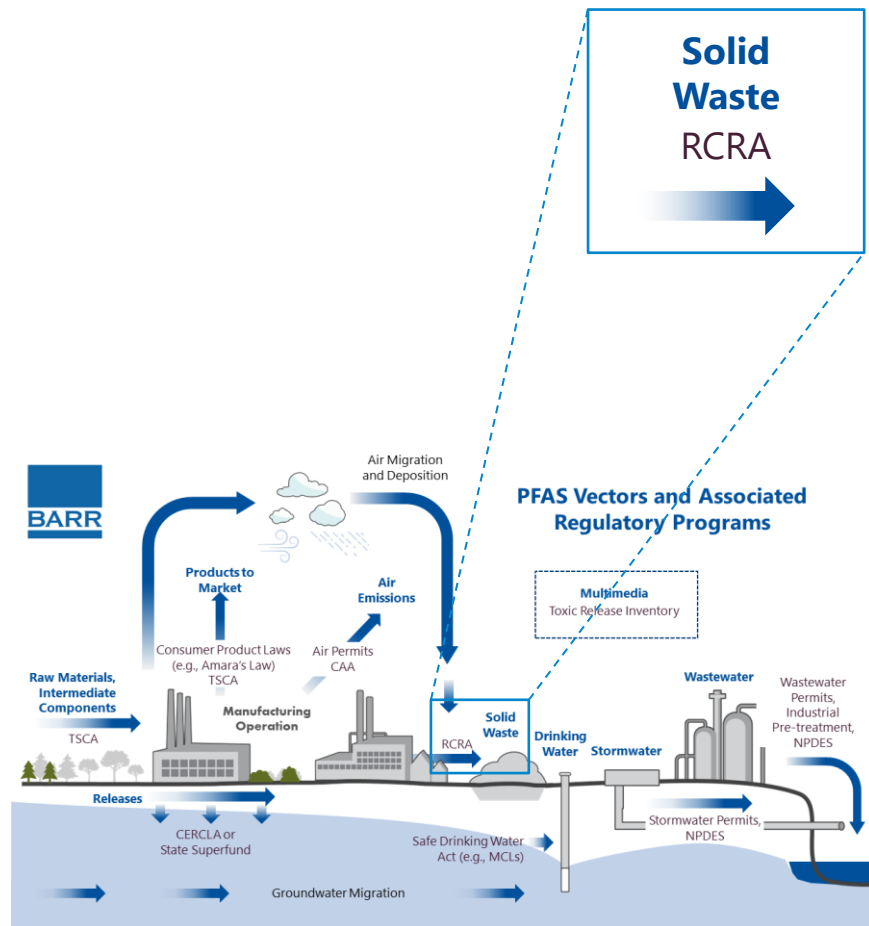 Solid
Waste
RCRA
BARR
Air Migration
and Deposition
PFAS Vectors and Associated
Regulatory Programs
Products to
Market
Air
Emissions
Multimedia
Toxic Release Inventory
Consumer Product Laws
(e.g., Amara's Law)
TSCA
Air Permits
CAA
Raw Materials,
Intermediate
Components
TSCA
Manufacturing
Operation
Solid
Waste
RCRA
Drinking
Water
Stormwater
Wastewater
Wastewater
Permits,
Industrial
Pre-treatment,
NPDES
Releases
CERCLA or
State Superfund
Safe Drinking Water
Act (e.g., MCLs)
Stormwater Permits,
NPDES
Groundwater Migration